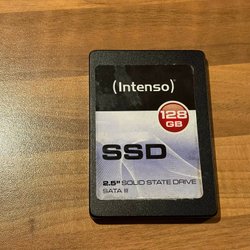 (intenso)
128
GB
SSD
2.5" SOLID STATE DRIVE
SATA III